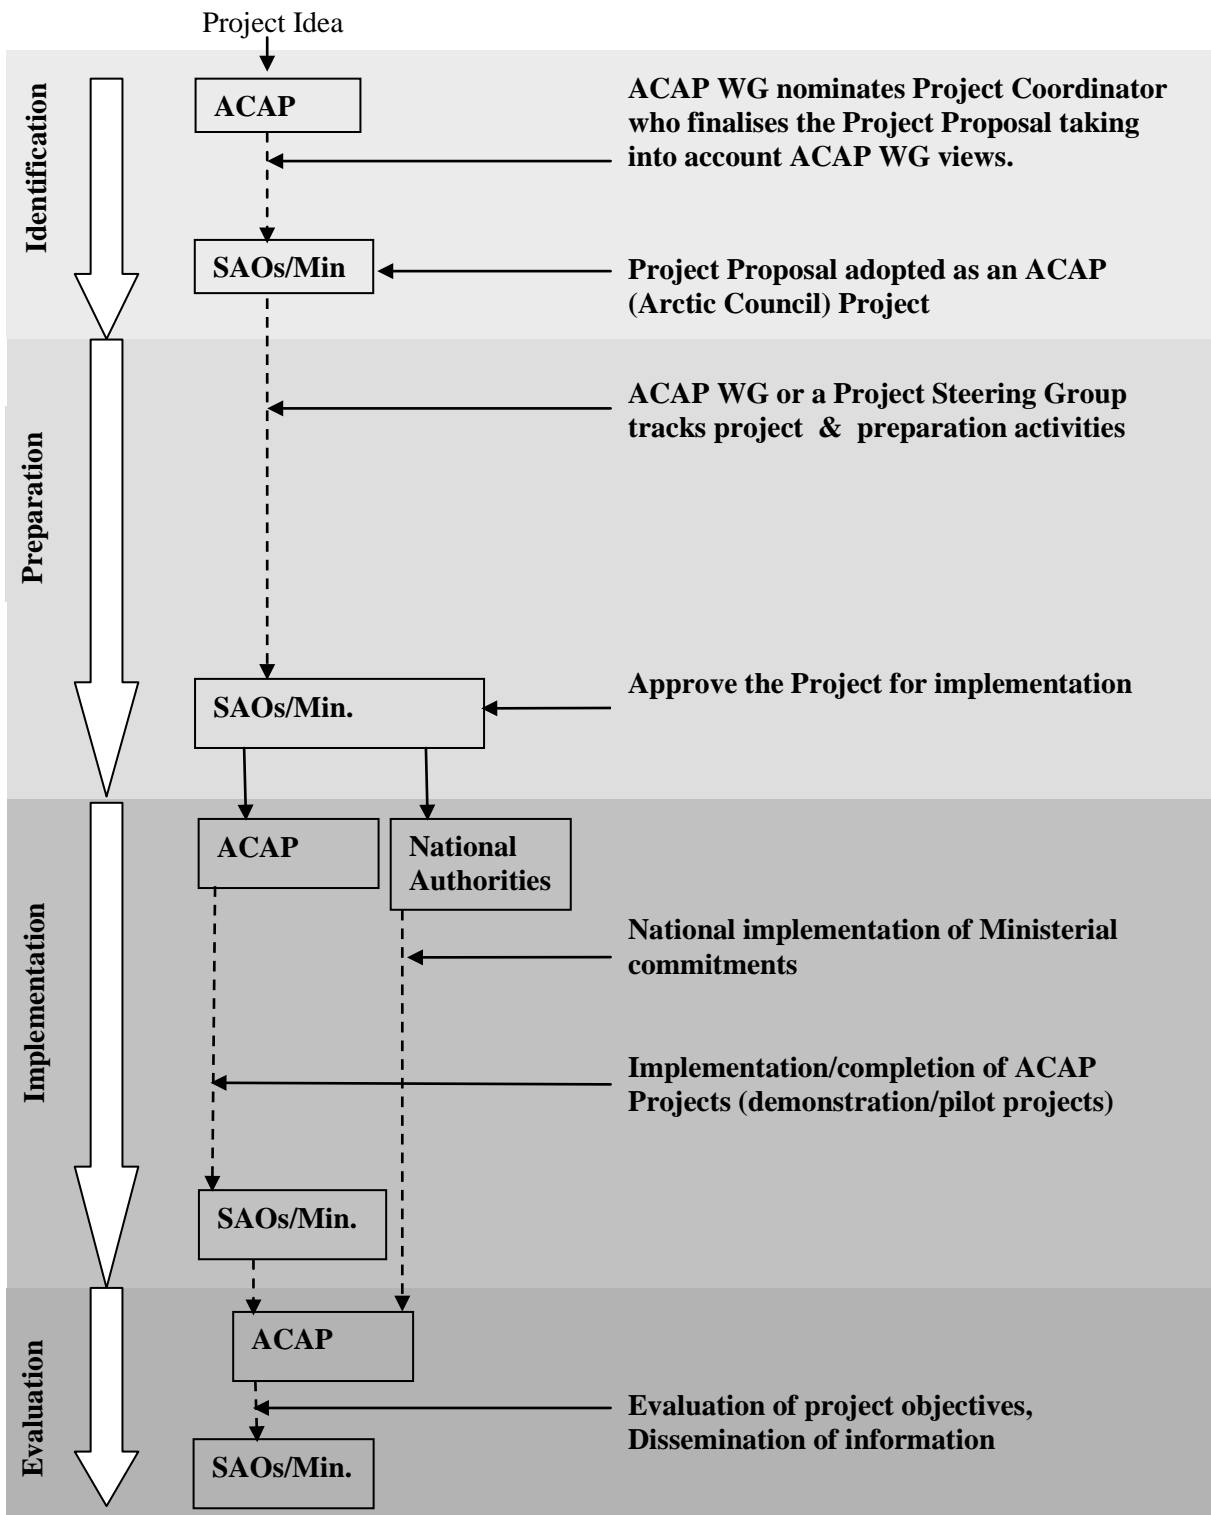 Project Idea
Identification
ACAP
ACAP WG nominates Project Coordinator
who finalises the Project Proposal taking
into account ACAP WG views.
SAOs/Min
Project Proposal adopted as an ACAP
(Arctic Council) Project
Preparation
ACAP WG or a Project Steering Group
tracks project & preparation activities
SAOs/Min.
Approve the Project for implementation
Implementation
ACAP
National
Authorities
National implementation of Ministerial
commitments
Implementation/completion of ACAP
Projects (demonstration/pilot projects)
SAOs/Min.
Evaluation
ACAP
Evaluation of project objectives,
Dissemination of information
SAOs/Min.